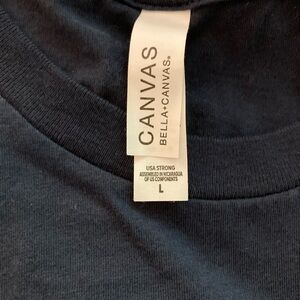 CANVAS
BELLA+CANVAS®
USA STRONG
ASSEMBLED IN NICARAGUA
OF US COMPONENTS
L